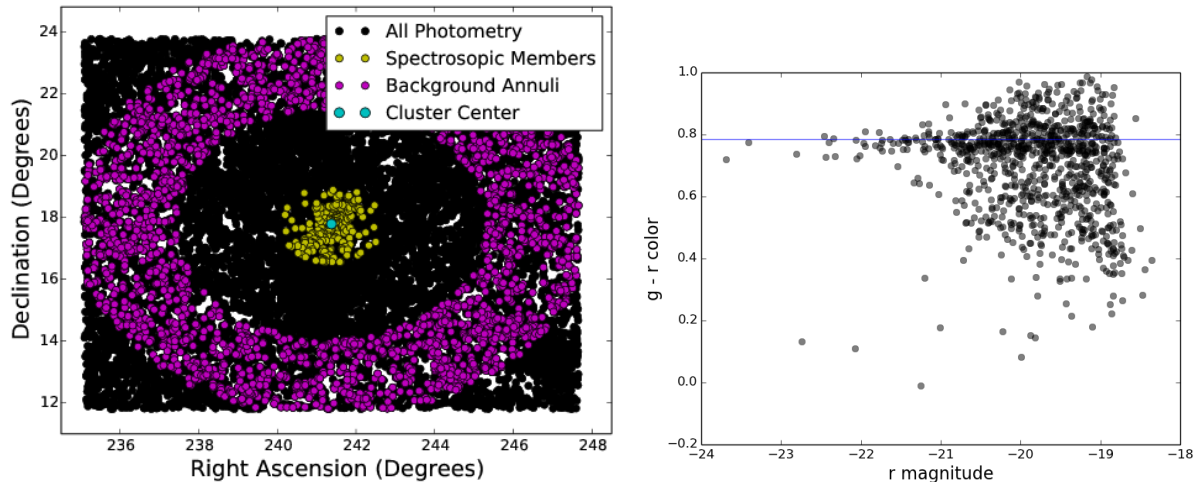 All Photometry
Spectrosopic Members
Background Annuli
Cluster Center
24
22
20
18
16
14
12
Declination (Degrees)
236 238 240 242 244 246 248
Right Ascension (Degrees)
1.0
0.8
0.6
0.4
0.2
0.0
−0.2
g - r color
−24 −23 −22 −21 −20 −19 −18
r magnitude